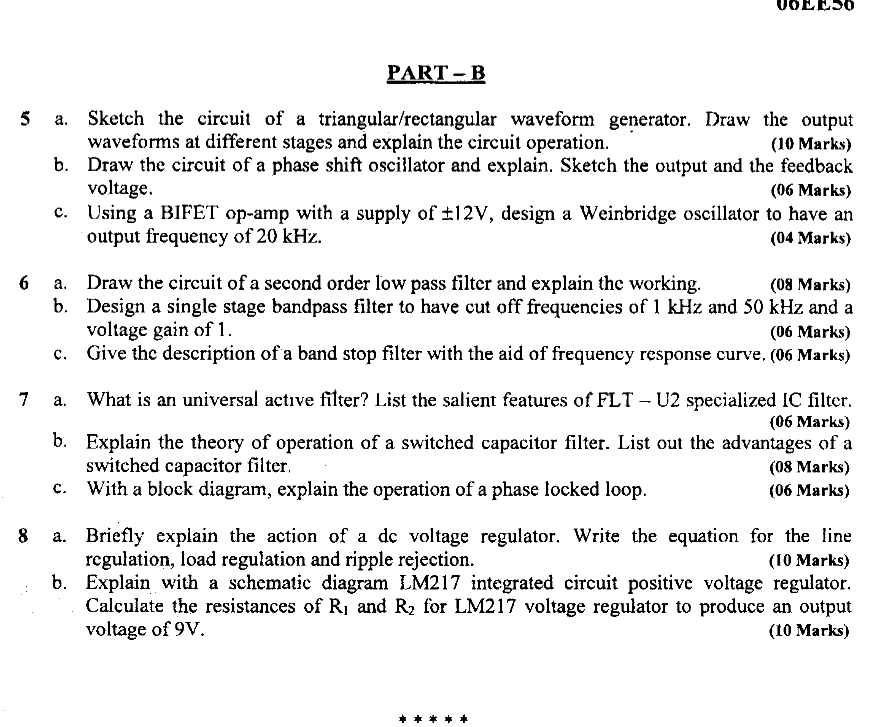 06EE56
PART – B
5 a. Sketch the circuit of a triangular/rectangular waveform generator. Draw the output
waveforms at different stages and explain the circuit operation. (10 Marks)
b. Draw the circuit of a phase shift oscillator and explain. Sketch the output and the feedback
voltage. (06 Marks)
c. Using a BIFET op-amp with a supply of ±12V, design a Weinbridge oscillator to have an
output frequency of 20 kHz. (04 Marks)
6 a. Draw the circuit of a second order low pass filter and explain the working. (08 Marks)
b. Design a single stage bandpass filter to have cut off frequencies of 1 kHz and 50 kHz and a
voltage gain of 1. (06 Marks)
c. Give the description of a band stop filter with the aid of frequency response curve. (06 Marks)
7 a. What is an universal active filter? List the salient features of FLT – U2 specialized IC filter.
(06 Marks)
b. Explain the theory of operation of a switched capacitor filter. List out the advantages of a
switched capacitor filter. (08 Marks)
c. With a block diagram, explain the operation of a phase locked loop. (06 Marks)
8 a. Briefly explain the action of a dc voltage regulator. Write the equation for the line
regulation, load regulation and ripple rejection. (10 Marks)
b. Explain with a schematic diagram LM217 integrated circuit positive voltage regulator.
Calculate the resistances of R₁ and R₂ for LM217 voltage regulator to produce an output
voltage of 9V. (10 Marks)
* * * * *